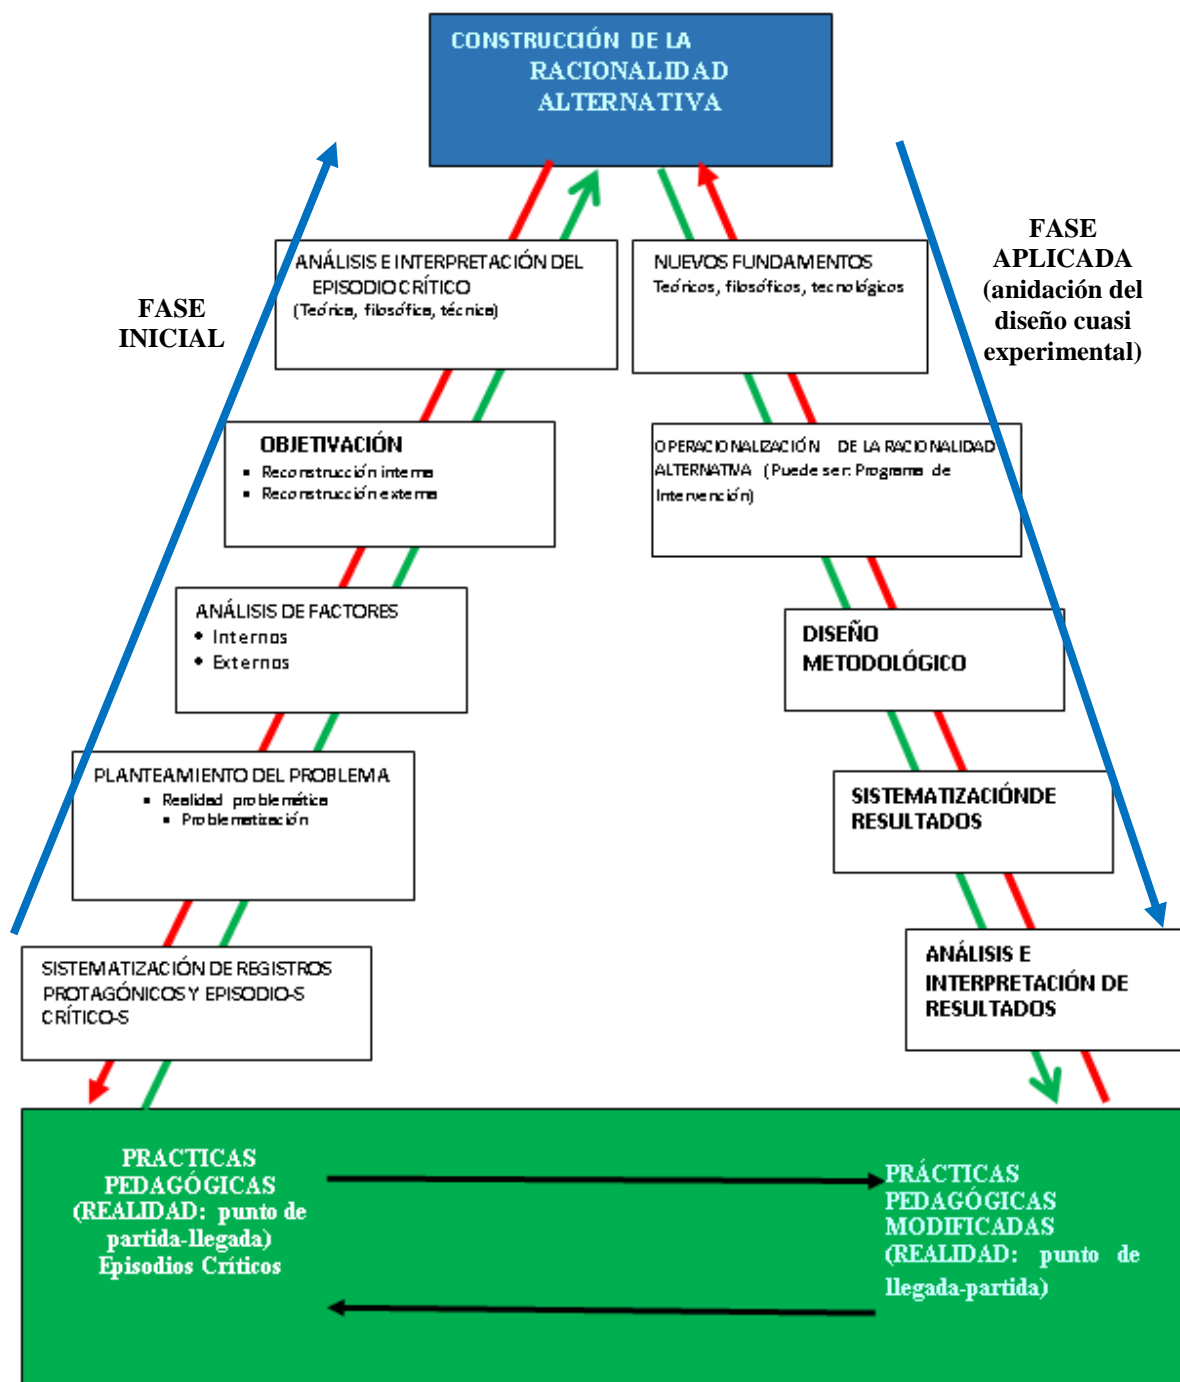 CONSTRUCCIÓN DE LA
RACIONALIDAD
ALTERNATIVA
FASE
INICIAL
ANÁLISIS E INTERPRETACIÓN DEL
EPISODIO CRÍTICO
(Teórica, filosófica, técnica)
OBJETIVACIÓN
▪ Reconstrucción interna
▪ Reconstrucción externa
ANÁLISIS DE FACTORES
• Internos
• Externos
PLANTEAMIENTO DEL PROBLEMA
▪ Realidad problemática
▪ Problematización
SISTEMATIZACIÓN DE REGISTROS
PROTAGÓNICOS Y EPISODIO-S
CRÍTICO-S
FASE
APLICADA
(anidación del
diseño cuasi
experimental)
NUEVOS FUNDAMENTOS
Teóricos, filosóficos, tecnológicos
OPERACIONALIZACIÓN DE LA RACIONALIDAD
ALTERNATIVA (Puede ser: Programa de
Intervención)
DISEÑO
METODOLÓGICO
SISTEMATIZACIÓNDE
RESULTADOS
ANÁLISIS E
INTERPRETACIÓN DE
RESULTADOS
PRACTICAS
PEDAGÓGICAS
(REALIDAD: punto de
partida-llegada)
Episodios Críticos
PRÁCTICAS
PEDAGÓGICAS
MODIFICADAS
(REALIDAD: punto de
llegada-partida)